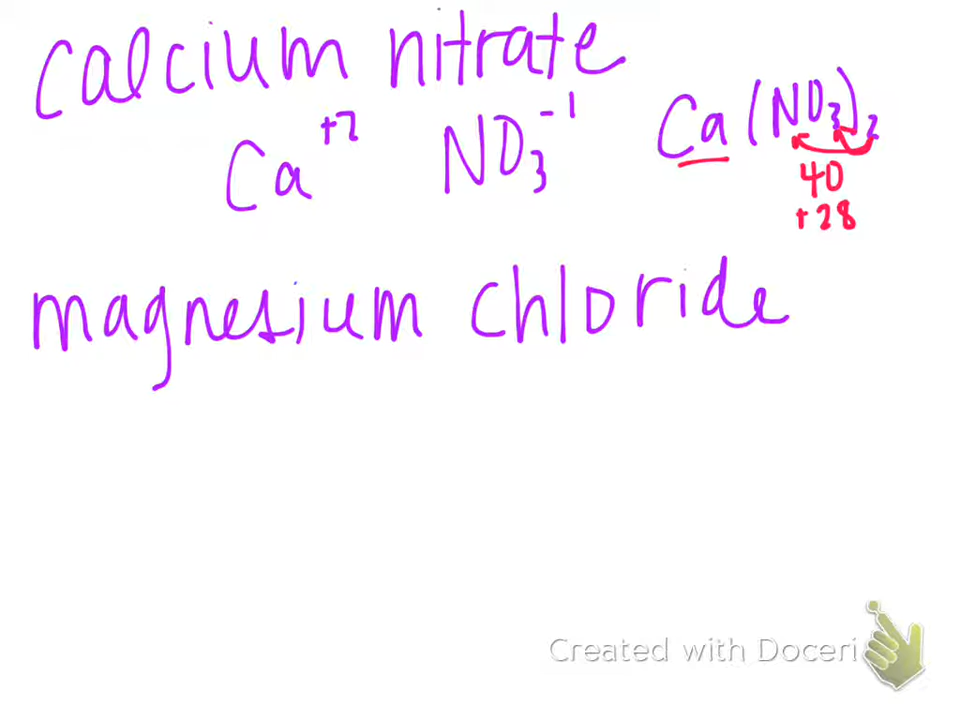 calcium nitrate
Ca+2 NO3-1 Ca(NO3)2
40
+28
magnesium chloride
Created with Doceri